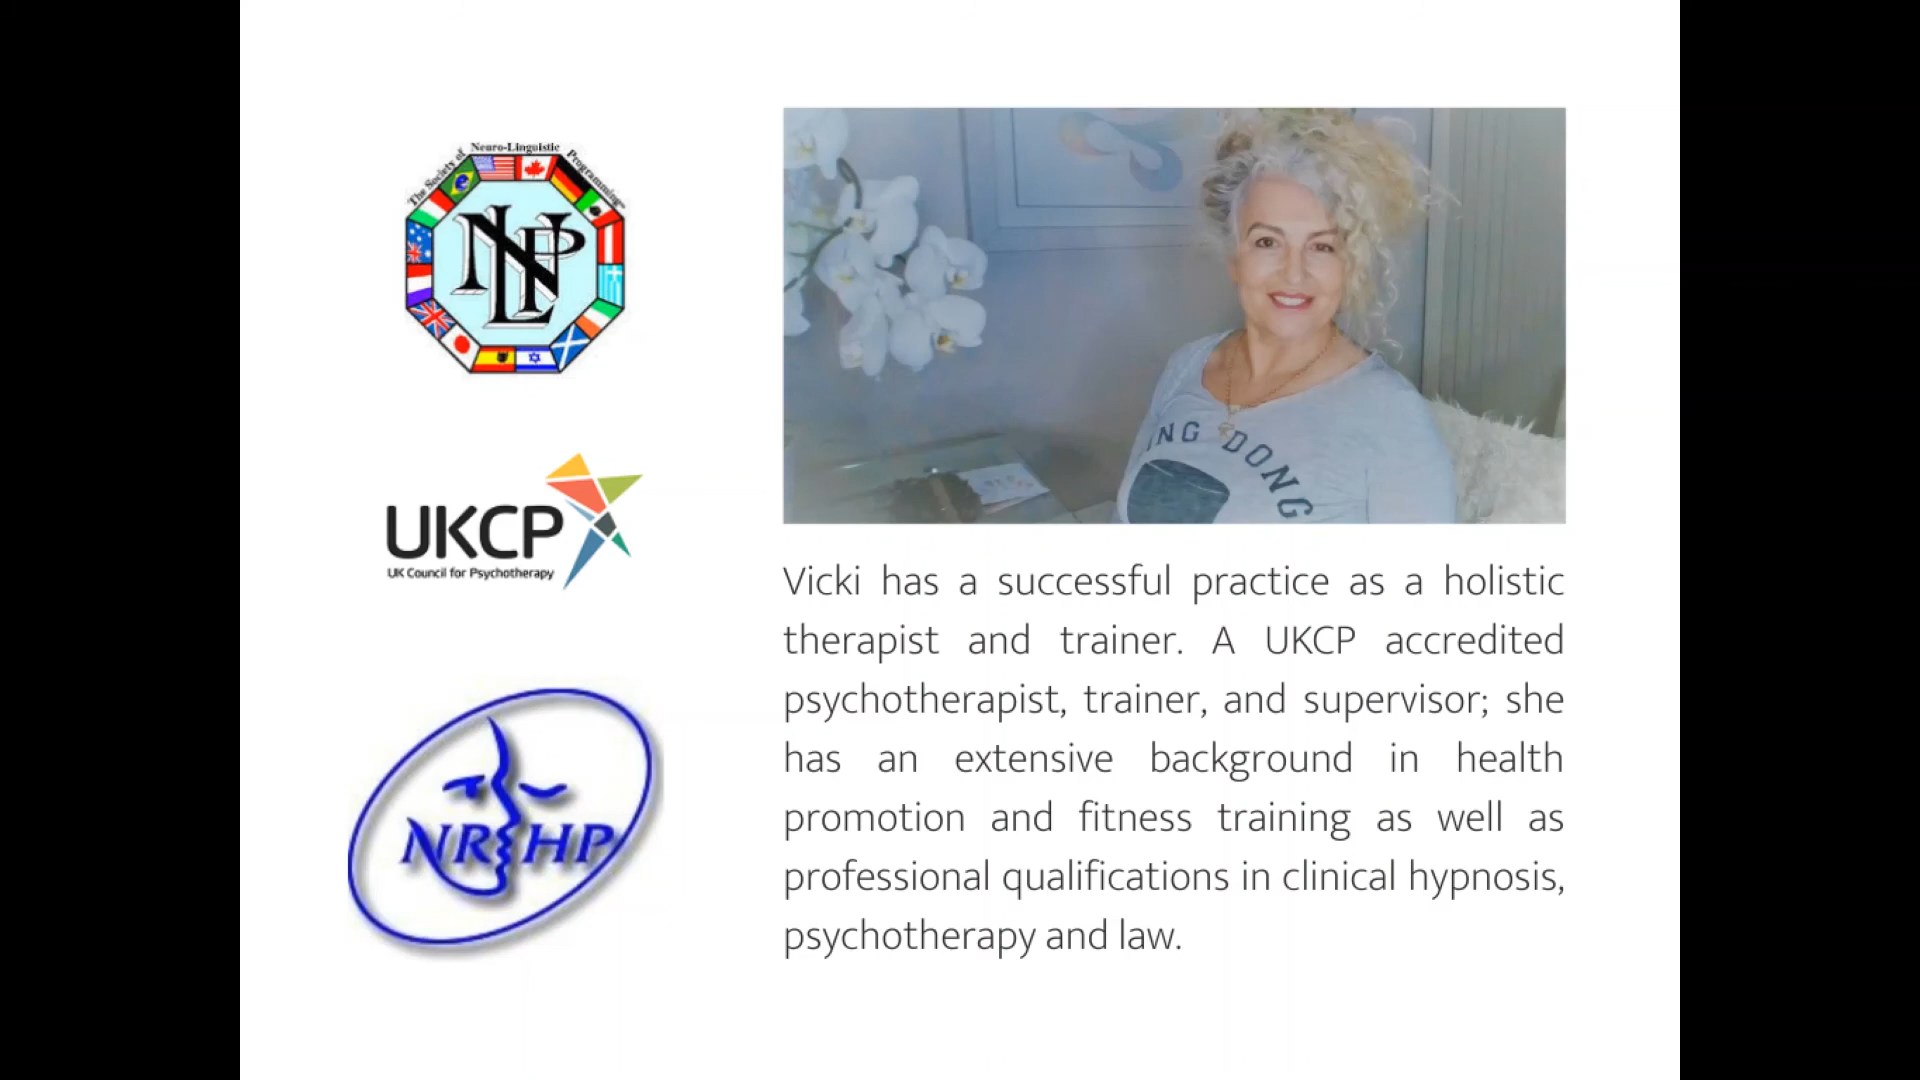 The Society of Neuro-Linguistic Programming™
NLP
UKCP
UK Council for Psychotherapy
NRHP
NG DONG
Vicki has a successful practice as a holistic
therapist and trainer. A UKCP accredited
psychotherapist, trainer, and supervisor; she
has an extensive background in health
promotion and fitness training as well as
professional qualifications in clinical hypnosis,
psychotherapy and law.